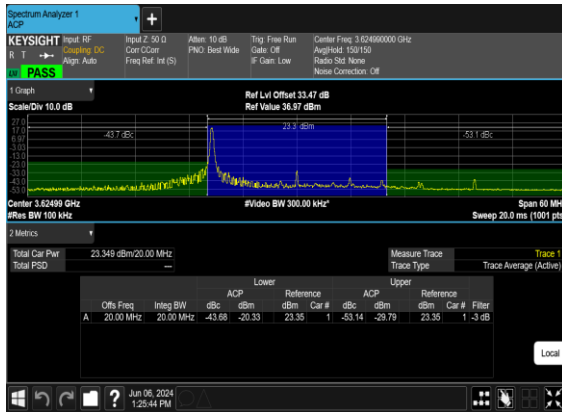 Spectrum Analyzer 1
ACP
+
KEYSIGHT Input: RF Input Z: 50 Ω Atten: 10 dB Trig: Free Run Center Freq: 3.624990000 GHz
R T Coupling: DC Corr CCorr PNO: Best Wide Gate: Off Avg|Hold: 150/150
Align: Auto Freq Ref: Int (S) IF Gain: Low Radio Std: None
PASS Noise Correction: Off
1 Graph Ref Lvl Offset 33.47 dB
Scale/Div 10.0 dB Ref Value 36.97 dBm
27.0
17.0
6.97
-3.03
-13.0
-23.0
-33.0
-43.0
-53.0
-43.7 dBc 23.3 dBm -53.1 dBc
Center 3.62499 GHz #Video BW 300.00 kHz* Span 60 MH
#Res BW 100 kHz Sweep 20.0 ms (1001 pts
2 Metrics
Total Car Pwr 23.349 dBm/20.00 MHz Measure Trace Trace 1
Total PSD --- Trace Type Trace Average (Active)
Lower Upper
ACP Reference ACP Reference
Offs Freq Integ BW dBc dBm dBm Car # dBc dBm dBm Car # Filter
A 20.00 MHz 20.00 MHz -43.68 -20.33 23.35 1 -53.14 -29.79 23.35 1 -3 dB
Local
? Jun 06, 2024
1:25:44 PM